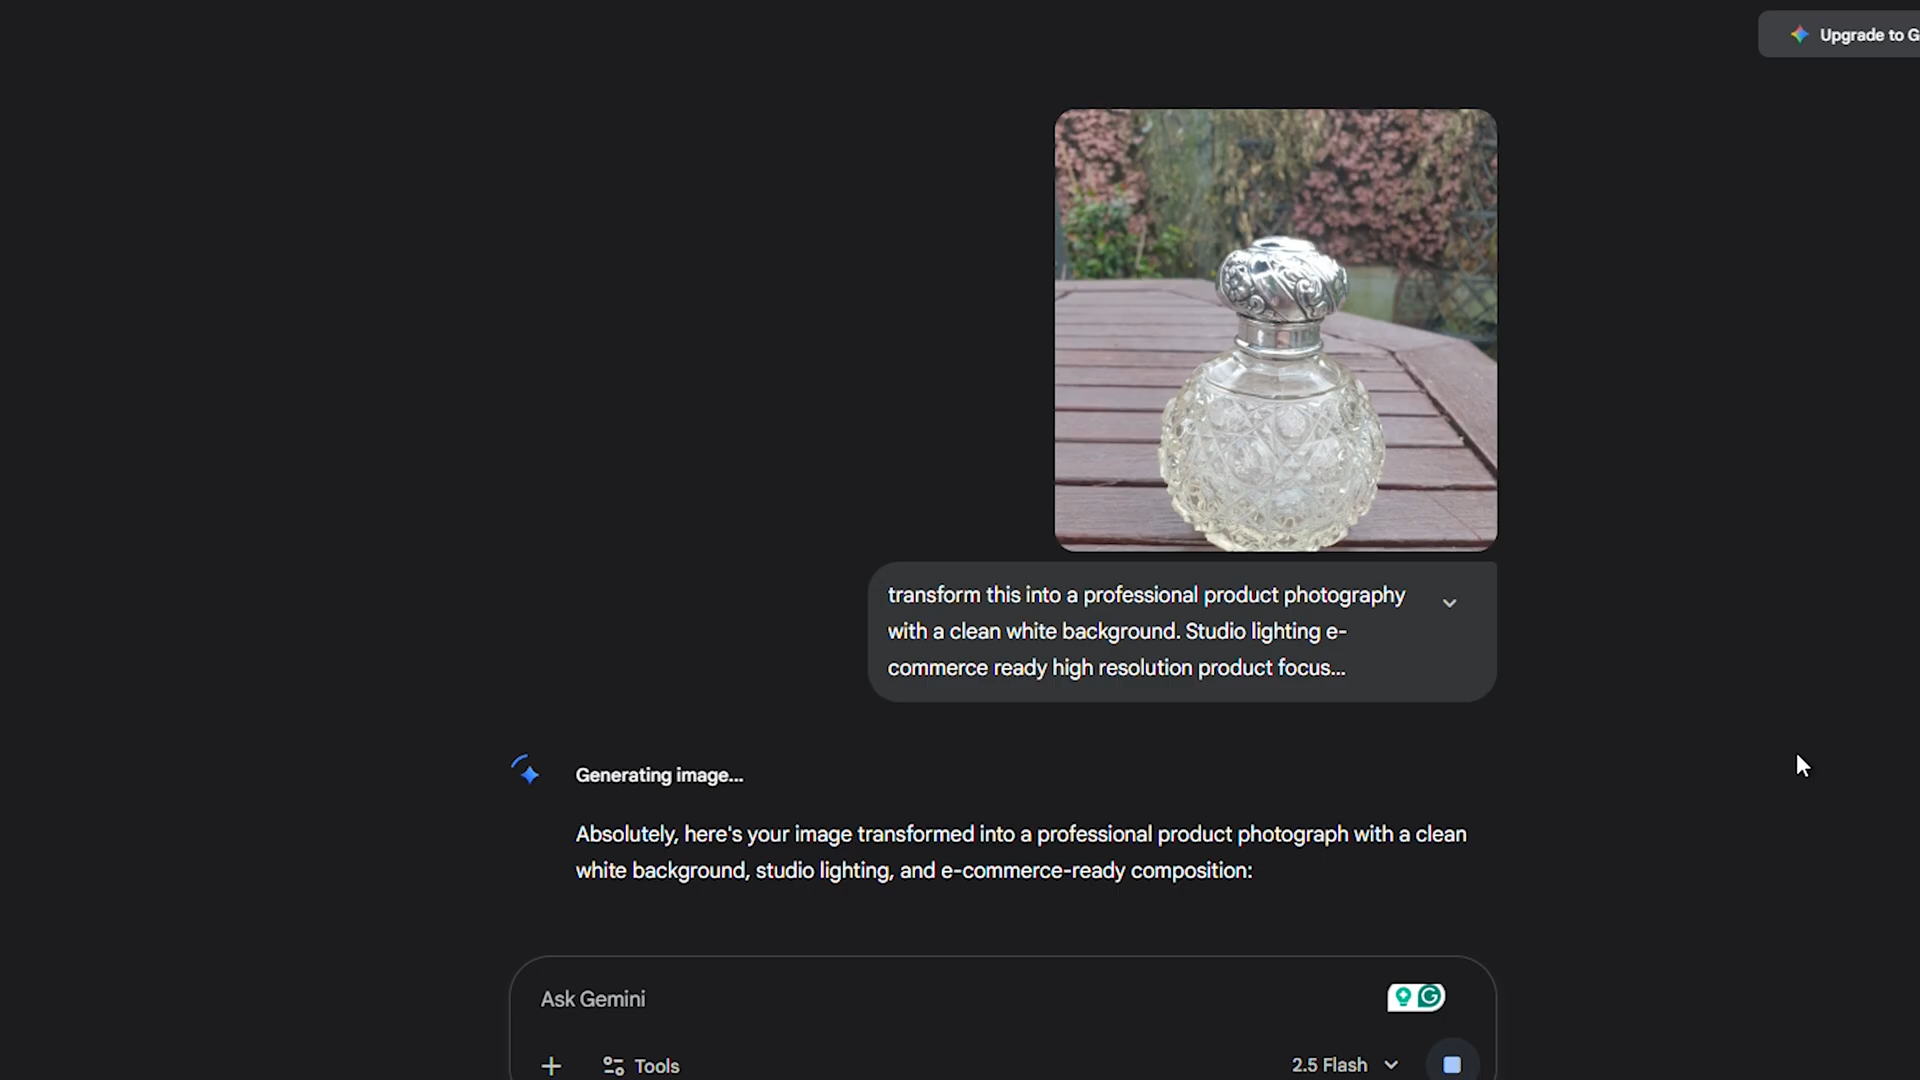 Upgrade to G
transform this into a professional product photography
with a clean white background. Studio lighting e-
commerce ready high resolution product focus...
Generating image...
Absolutely, here's your image transformed into a professional product photograph with a clean
white background, studio lighting, and e-commerce-ready composition:
Ask Gemini
Tools
2.5 Flash